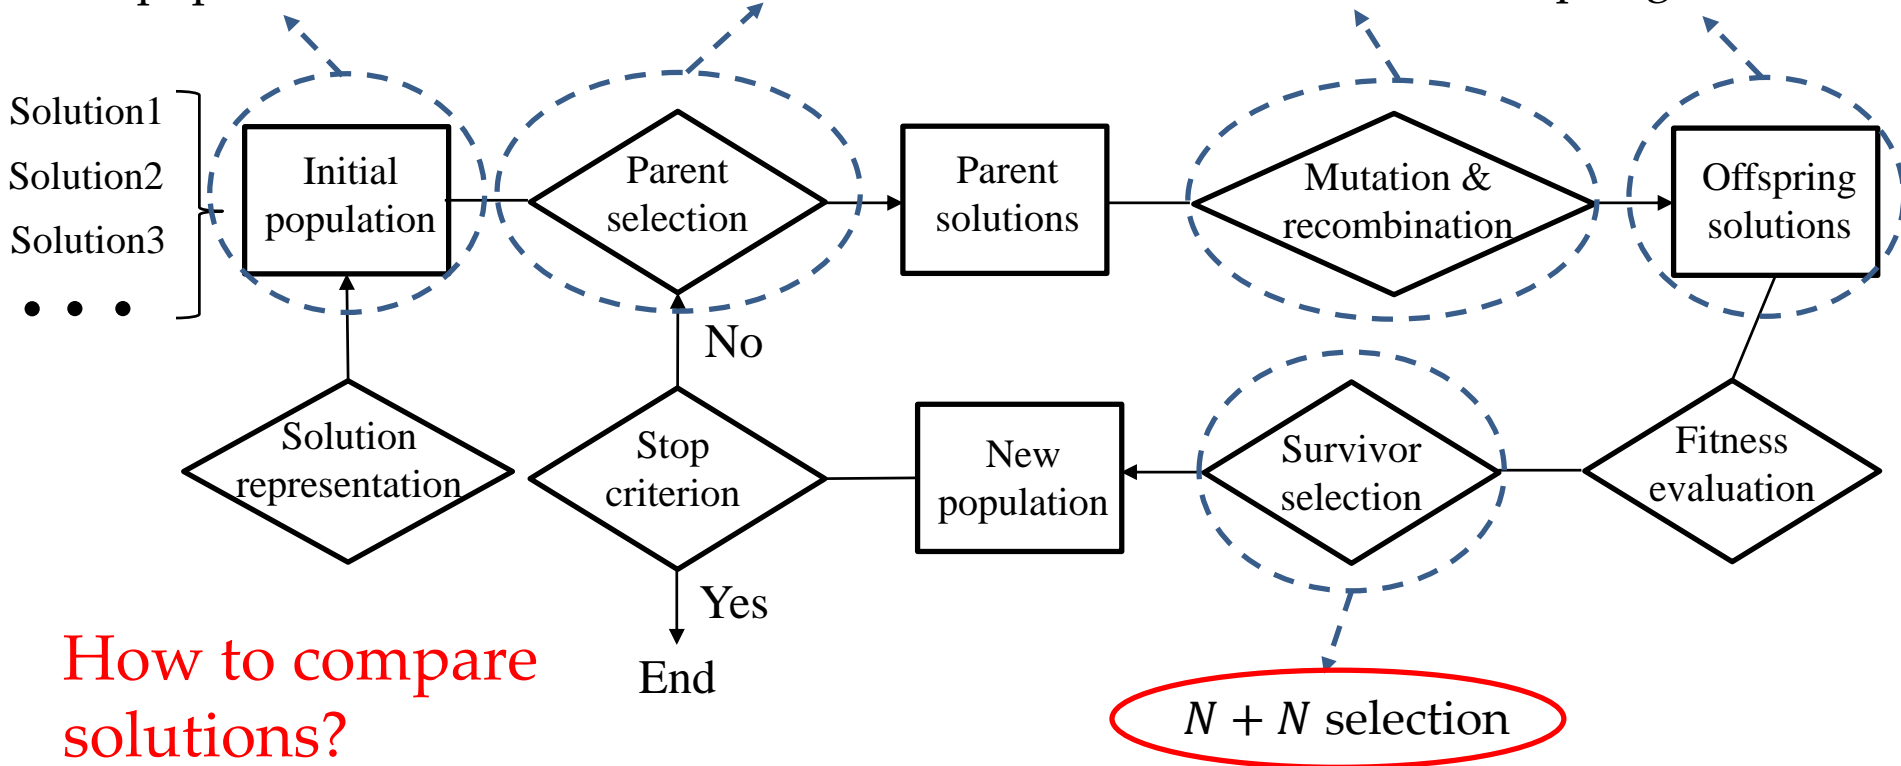 Solution1
Solution2
Solution3
• • •
Initial
population
Parent
selection
Parent
solutions
Mutation &
recombination
Offspring
solutions
No
Solution
representation
Stop
criterion
New
population
Survivor
selection
Fitness
evaluation
Yes
End
How to compare
solutions?
N + N selection